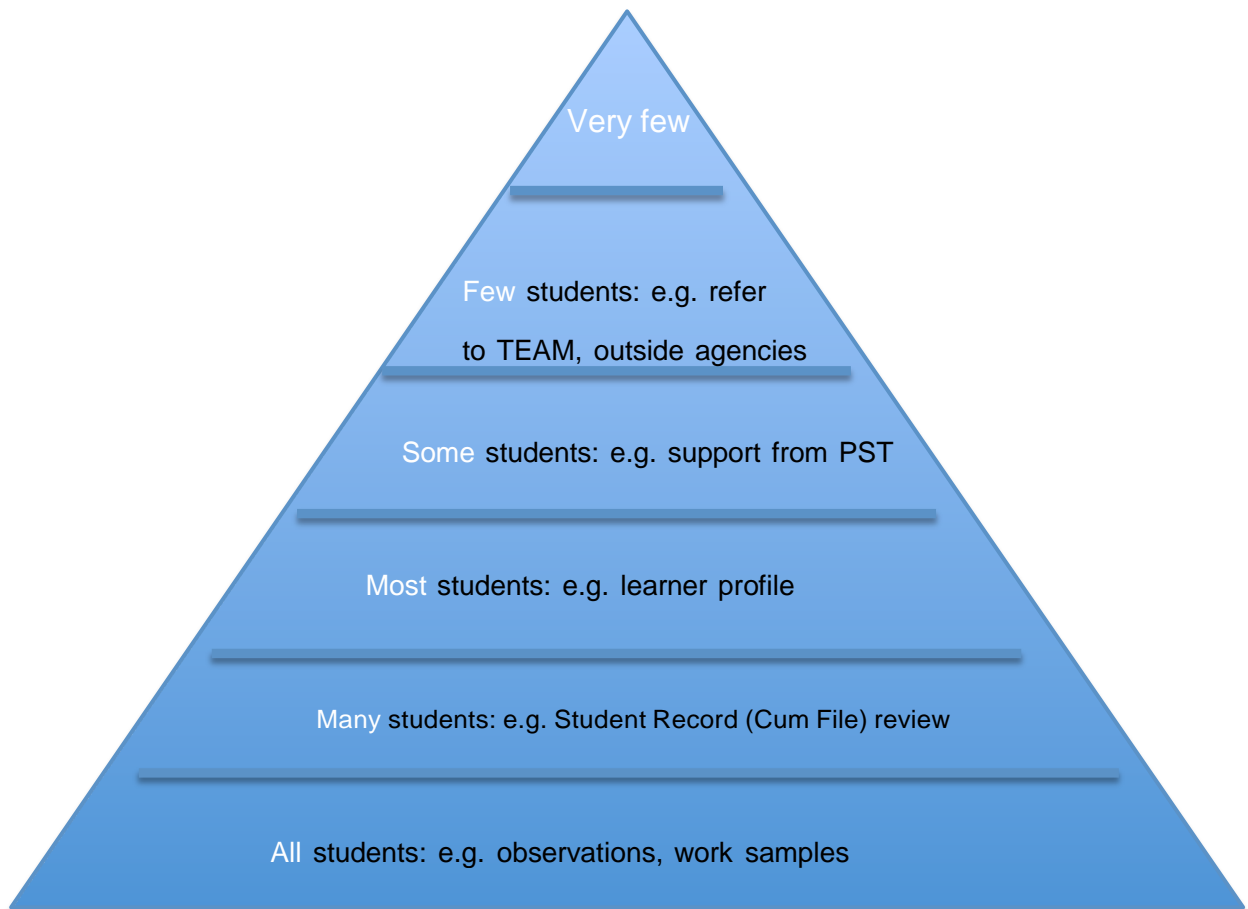 Very few
Few students: e.g. refer
to TEAM, outside agencies
Some students: e.g. support from PST
Most students: e.g. learner profile
Many students: e.g. Student Record (Cum File) review
All students: e.g. observations, work samples